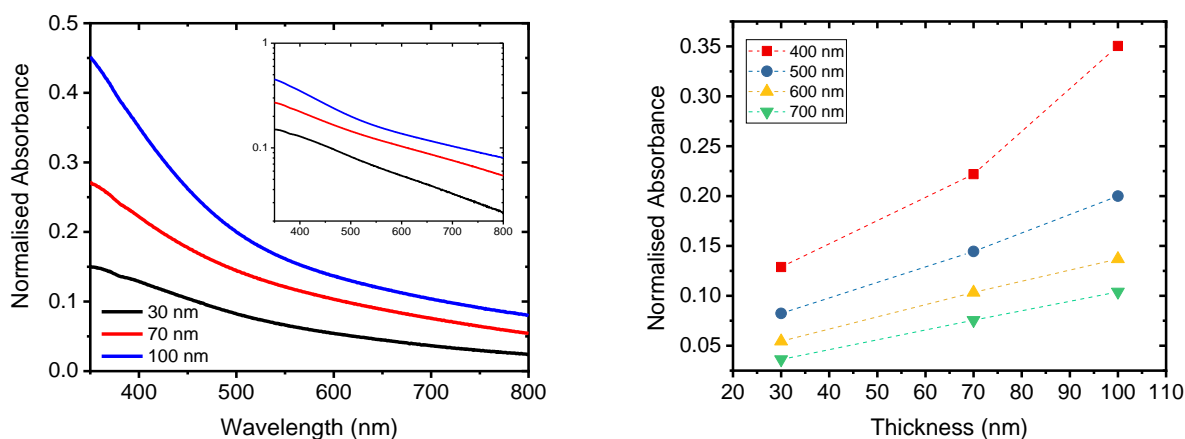 0.5
0.4
0.3
0.2
0.1
0.0
400 500 600 700 800
Normalised Absorbance
Wavelength (nm)
30 nm
70 nm
100 nm
1
0.1
400 500 600 700 800
0.35
0.30
0.25
0.20
0.15
0.10
0.05
20 30 40 50 60 70 80 90 100 110
Normalised Absorbance
Thickness (nm)
400 nm
500 nm
600 nm
700 nm